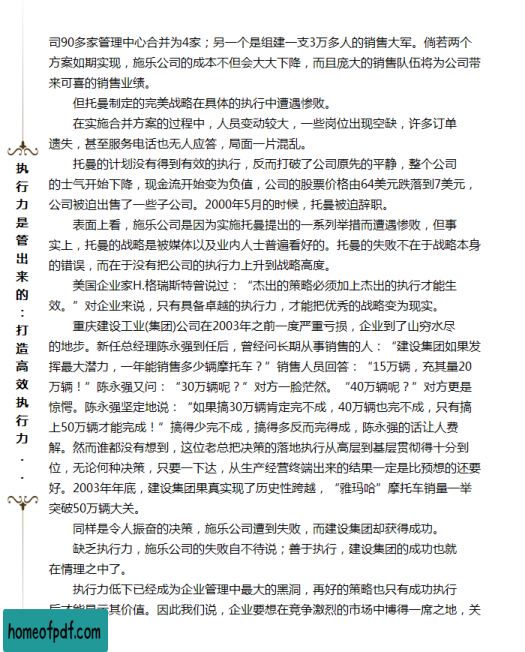 司90多家管理中心合并为4家；另一个是组建一支3万多人的销售大军。倘若两个
方案如期实现，施乐公司的成本不但会大大下降，而且庞大的销售队伍将为公司带
来可喜的销售业绩。
但托曼制定的完美战略在具体的执行中遭遇惨败。
在实施合并方案的过程中，人员变动较大，一些岗位出现空缺，许多订单
遗失，甚至服务电话也无人应答，局面一片混乱。
托曼的计划没有得到有效的执行，反而打破了公司原先的平静，整个公司
的士气开始下降，现金流开始变为负值，公司的股票价格由64美元跌落到7美元，
公司被迫出售了一些子公司。2000年5月的时候，托曼被迫辞职。
表面上看，施乐公司是因为实施托曼提出的一系列举措而遭遇惨败，但事
实上，托曼的战略是被媒体以及业内人士普遍看好的。托曼的失败不在于战略本身
的错误，而在于没有把公司的执行力上升到战略高度。
美国企业家H.格瑞斯特曾说过：“杰出的策略必须加上杰出的执行才能生
效。”对企业来说，只有具备卓越的执行力，才能把优秀的战略变为现实。
重庆建设工业(集团)公司在2003年之前一度严重亏损，企业到了山穷水尽
的地步。新任总经理陈永强到任后，曾经问长期从事销售的人：“建设集团如果发
挥最大潜力，一年能销售多少辆摩托车？”销售人员回答：“15万辆，充其量20
万辆！”陈永强又问：“30万辆呢？”对方一脸茫然。“40万辆呢？”对方更是
惊愕。陈永强坚定地说：“如果搞30万辆肯定完不成，40万辆也完不成，只有搞
上50万辆才能完成！”搞得少完不成，搞得多反而完得成，陈永强的话让人费
解。然而谁都没有想到，这位老总把决策的落地执行从高层到基层贯彻得十分到
位，无论何种决策，只要一下达，从生产经营终端出来的结果一定是比预想的还要
好。2003年年底，建设集团果真实现了历史性跨越，“雅玛哈”摩托车销量一举
突破50万辆大关。
同样是令人振奋的决策，施乐公司遭到失败，而建设集团却获得成功。
缺乏执行力，施乐公司的失败自不待说；善于执行，建设集团的成功也就
在情理之中了。
执行力低下已经成为企业管理中最大的黑洞，再好的策略也只有成功执行
后才能显示其价值。因此我们说，企业要想在竞争激烈的市场中博得一席之地，关
执行力是管出来的：打造高效执行力..
homeofpdf.com